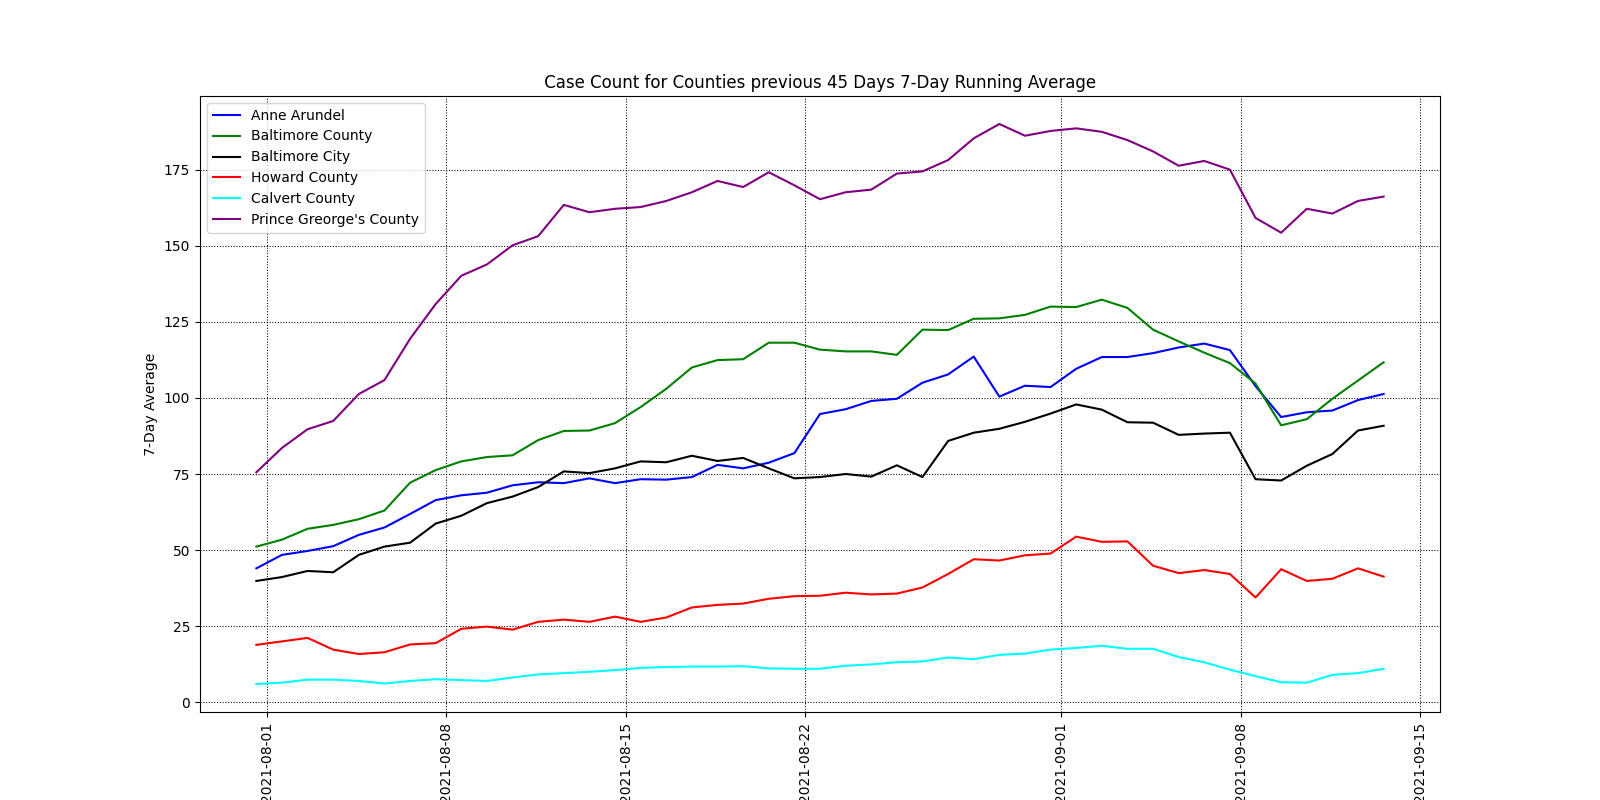 Case Count for Counties previous 45 Days 7-Day Running Average
Anne Arundel
Baltimore County
Baltimore City
Howard County
Calvert County
Prince Greorge's County
7-Day Average
175
150
125
100
75
50
25
0
2021-08-01
2021-08-08
2021-08-15
2021-08-22
2021-09-01
2021-09-08
2021-09-15